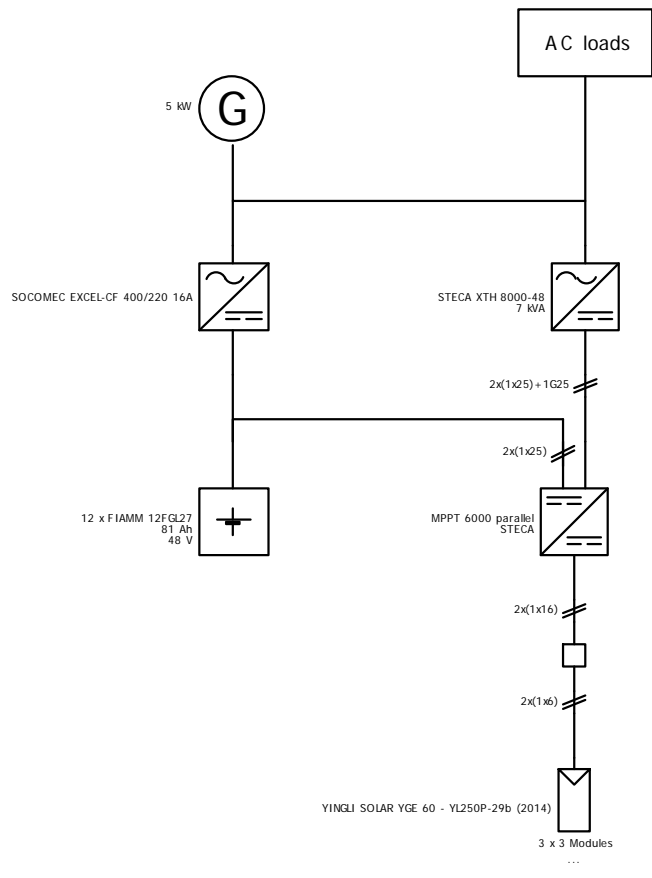 AC loads
5 kW
G
SOCOMEC EXCEL-CF 400/220 16A
STECA XTH 8000-48
7 kVA
2x(1x25)+1G25
2x(1x25)
12 x FIAMM 12FGL27
81 Ah
48 V
MPPT 6000 parallel
STECA
2x(1x16)
2x(1x6)
YINGLI SOLAR YGE 60 - YL250P-29b (2014)
3 x 3 Modules
...